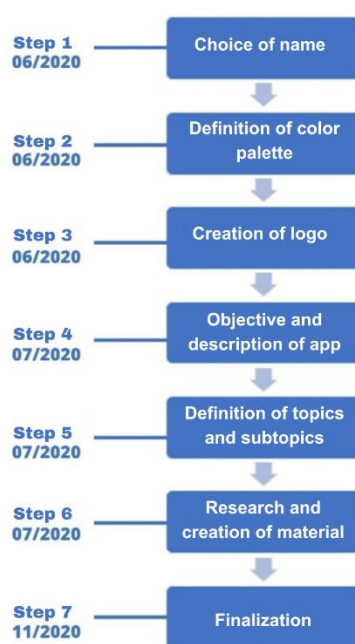 Step 1
06/2020
Choice of name
Step 2
06/2020
Definition of color
palette
Step 3
06/2020
Creation of logo
Step 4
07/2020
Objective and
description of app
Step 5
07/2020
Definition of topics
and subtopics
Step 6
07/2020
Research and
creation of material
Step 7
11/2020
Finalization